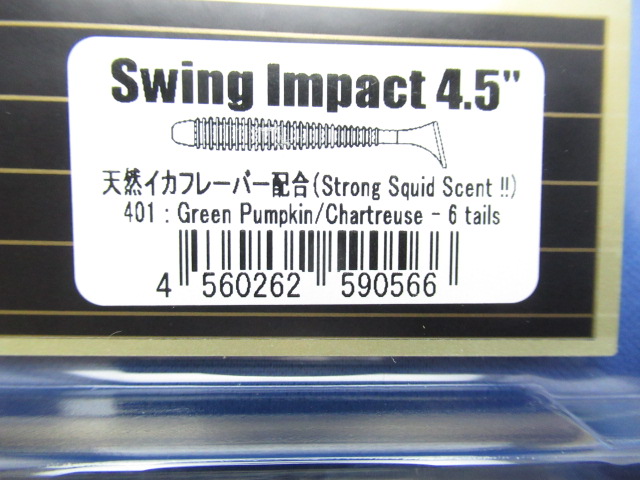 Swing Impact 4.5"
天然イカフレーバー配合(Strong Squid Scent !!)
401 : Green Pumpkin/Chartreuse - 6 tails
4 560262 590566